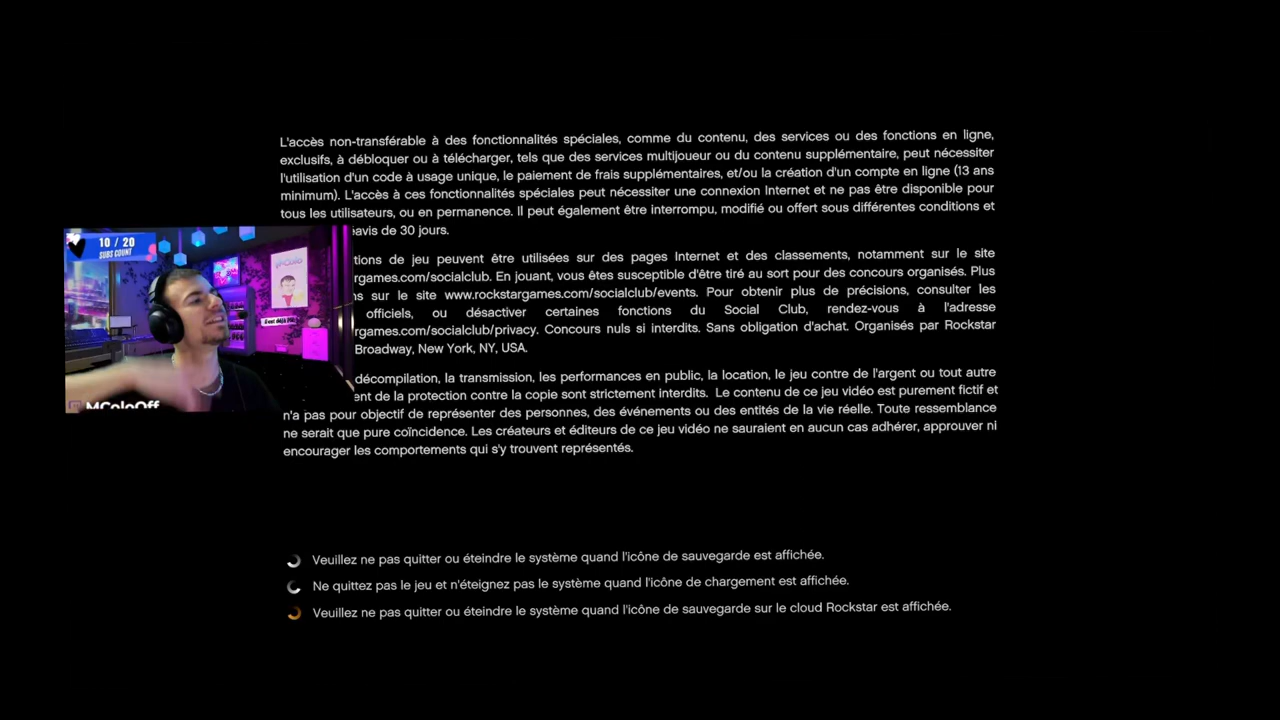 L'accès non-transférable à des fonctionnalités spéciales, comme du contenu, des services ou des fonctions en ligne,
exclusifs, à débloquer ou à télécharger, tels que des services multijoueur ou du contenu supplémentaire, peut nécessiter
l'utilisation d'un code à usage unique, le paiement de frais supplémentaires, et/ou la création d'un compte en ligne (13 ans
minimum). L'accès à ces fonctionnalités spéciales peut nécessiter une connexion Internet et ne pas être disponible pour
tous les utilisateurs, ou en permanence. Il peut également être interrompu, modifié ou offert sous différentes conditions et
éavis de 30 jours.
10 / 20
SUBS COUNT
tions de jeu peuvent être utilisées sur des pages Internet et des classements, notamment sur le site
rgames.com/socialclub. En jouant, vous êtes susceptible d'être tiré au sort pour des concours organisés. Plus
s sur le site www.rockstargames.com/socialclub/events. Pour obtenir plus de précisions, consulter les
officiels, ou désactiver certaines fonctions du Social Club, rendez-vous à l'adresse
rgames.com/socialclub/privacy. Concours nuls si interdits. Sans obligation d'achat. Organisés par Rockstar
Broadway, New York, NY, USA.
décompilation, la transmission, les performances en public, la location, le jeu contre de l'argent ou tout autre
ent de la protection contre la copie sont strictement interdits. Le contenu de ce jeu vidéo est purement fictif et
MColoOff
n'a pas pour objectif de représenter des personnes, des événements ou des entités de la vie réelle. Toute ressemblance
ne serait que pure coïncidence. Les créateurs et éditeurs de ce jeu vidéo ne sauraient en aucun cas adhérer, approuver ni
encourager les comportements qui s'y trouvent représentés.
Veuillez ne pas quitter ou éteindre le système quand l'icône de sauvegarde est affichée.
Ne quittez pas le jeu et n'éteignez pas le système quand l'icône de chargement est affichée.
Veuillez ne pas quitter ou éteindre le système quand l'icône de sauvegarde sur le cloud Rockstar est affichée.